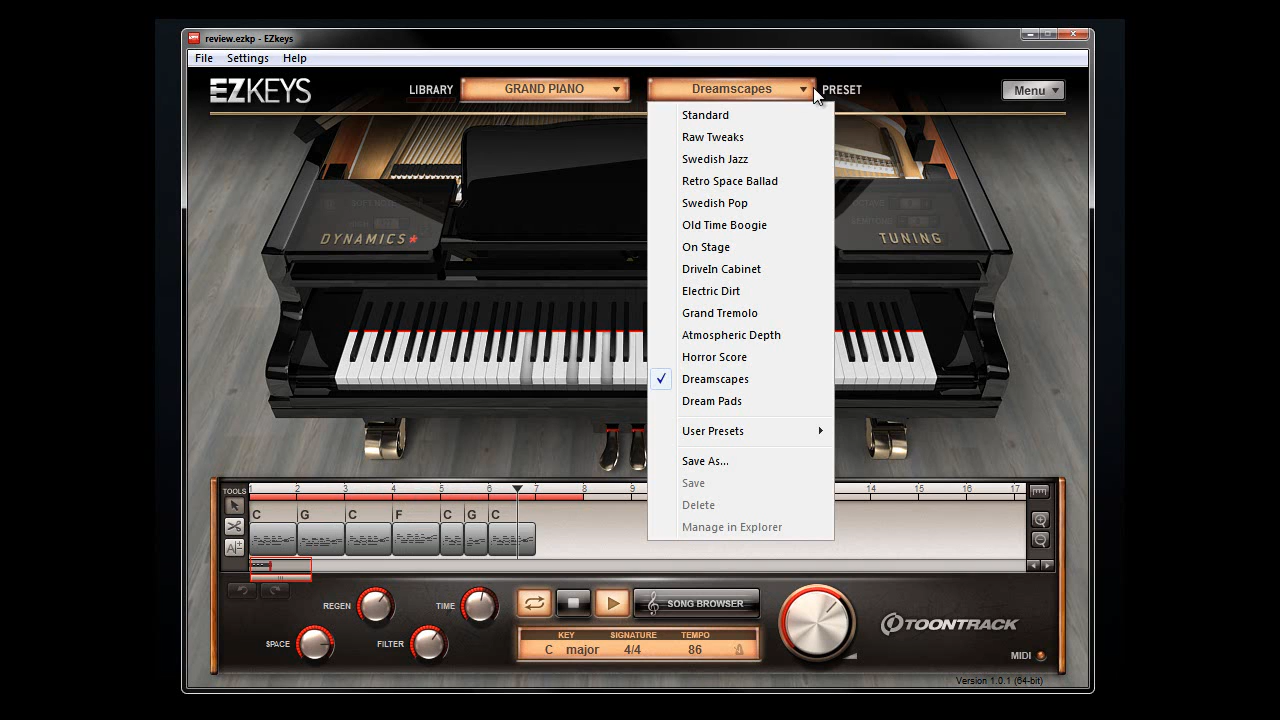 review.ezkp - EZkeys
File Settings Help
EZKEYS
LIBRARY GRAND PIANO Dreamscapes PRESET Menu
Standard
Raw Tweaks
Swedish Jazz
Retro Space Ballad
Swedish Pop
Old Time Boogie
On Stage
DriveIn Cabinet
Electric Dirt
Grand Tremolo
Atmospheric Depth
Horror Score
Dreamscapes
Dream Pads
User Presets
Save As...
Save
Delete
Manage in Explorer
DYNAMICS*
TUNING
TOOLS
1 2 3 4 5 6 7 8 9 14 15 16 17
C G C F C G C
REGEN TIME
SPACE FILTER
SONG BROWSER
KEY SIGNATURE TEMPO
C major 4/4 86
TOONTRACK
MIDI
Version 1.0.1 (64-bit)